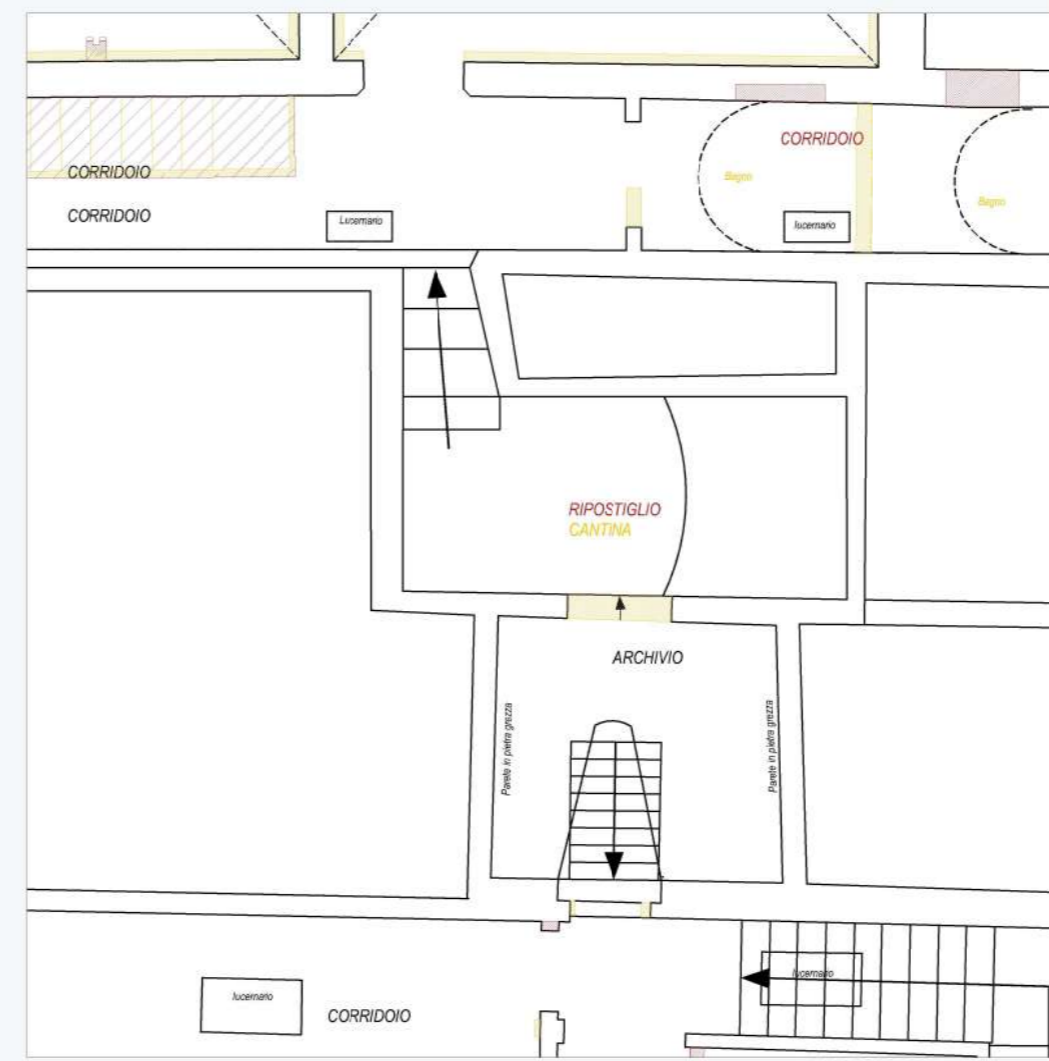 CORRIDOIO
CORRIDOIO
Bagno
Bagno
CORRIDOIO
Lucernario
lucernario
RIPOSTIGLIO
CANTINA
ARCHIVIO
Parete in pietra grezza
Parete in pietra grezza
lucernario
lucernario
CORRIDOIO